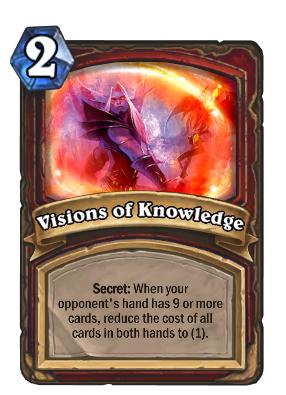 2
Visions of Knowledge
Secret: When your
opponent's hand has 9 or more
cards, reduce the cost of all
cards in both hands to (1).